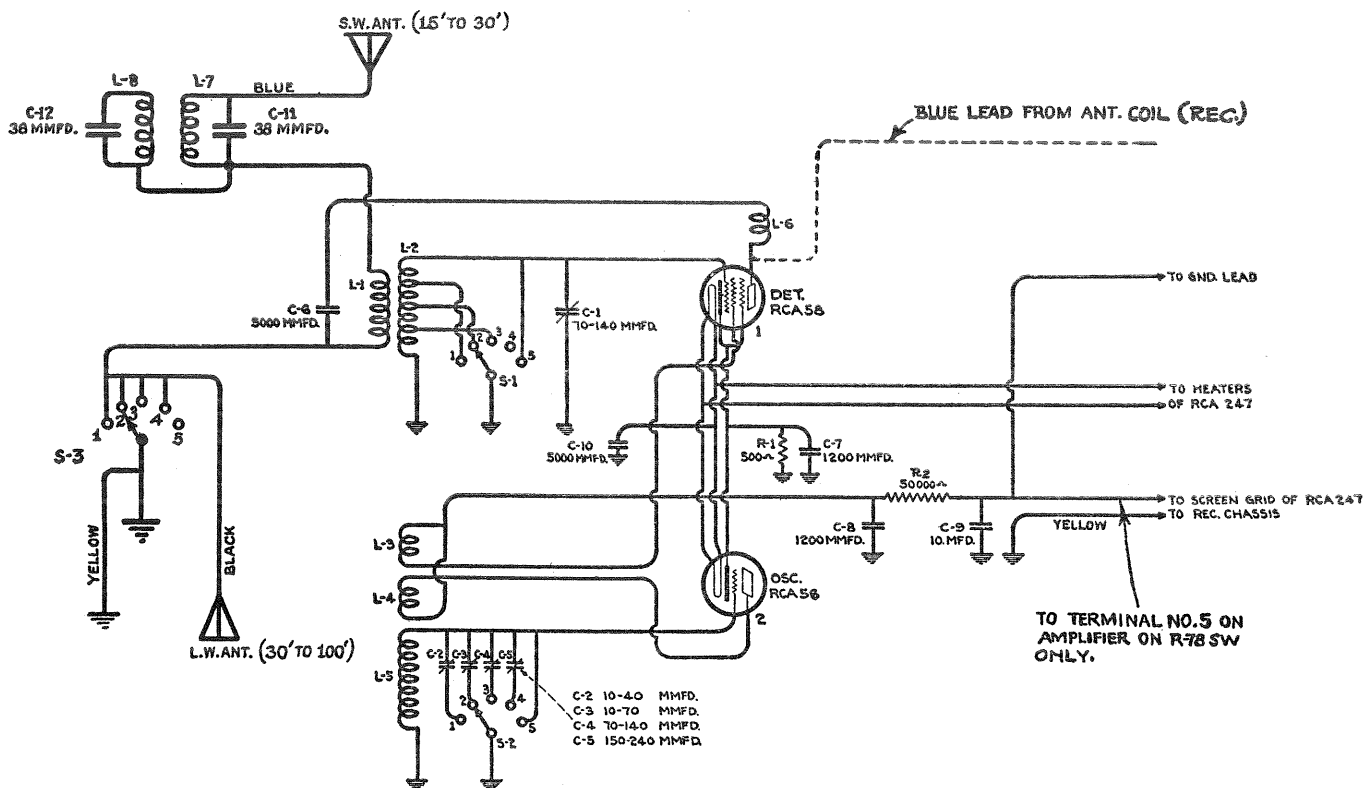 S.W. ANT. (15' TO 30')
L-8
L-7
BLUE
C-12
38 MMFD.
C-11
38 MMFD.
BLUE LEAD FROM ANT. COIL (REC.)
L-6
L-2
L-1
C-6
5000 MMFD.
C-1
70-140 MMFD.
DET.
RCA 58
1
TO GND. LEAD
1
2
3
4
5
S-1
TO HEATERS
OF RCA 247
1
2
3
4
5
S-3
C-10
5000 MMFD.
R-1
500~
C-7
1200 MMFD.
R2
50000~
TO SCREEN GRID OF RCA 247
TO REC. CHASSIS
YELLOW
C-8
1200 MMFD.
C-9
10. MFD.
YELLOW
BLACK
L-3
L-4
OSC.
RCA 56
2
TO TERMINAL NO. 5 ON
AMPLIFIER ON R-78 SW
ONLY.
L.W. ANT. (30' TO 100')
L-5
C-2
C-3
C-4
C-5
1
2
3
4
5
S-2
C-2 10-40 MMFD.
C-3 10-70 MMFD.
C-4 70-140 MMFD.
C-5 150-240 MMFD.